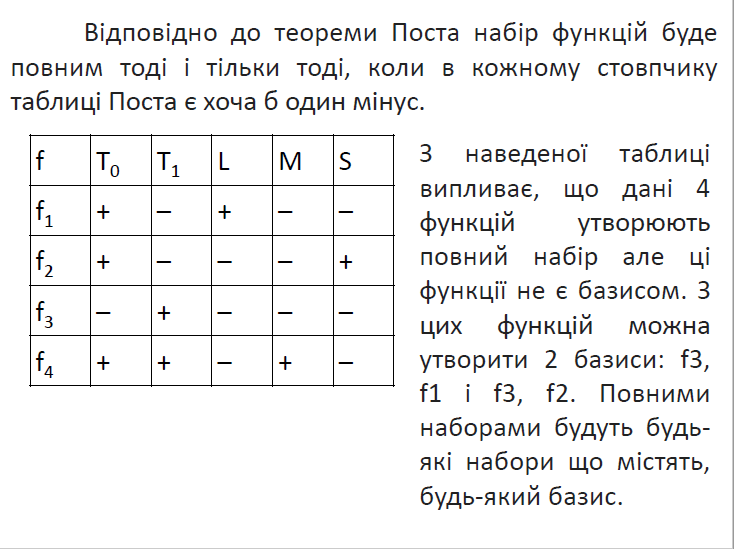 Відповідно до теореми Поста набір функцій буде
повним тоді і тільки тоді, коли в кожному стовпчику
таблиці Поста є хоча б один мінус.
f T0 T1 L M S
f1 + – + – –
f2 + – – – +
f3 – + – – –
f4 + + – + –
З наведеної таблиці
випливає, що дані 4
функцій утворюють
повний набір але ці
функції не є базисом. З
цих функцій можна
утворити 2 базиси: f3,
f1 і f3, f2. Повними
наборами будуть будь-
які набори що містять,
будь-який базис.